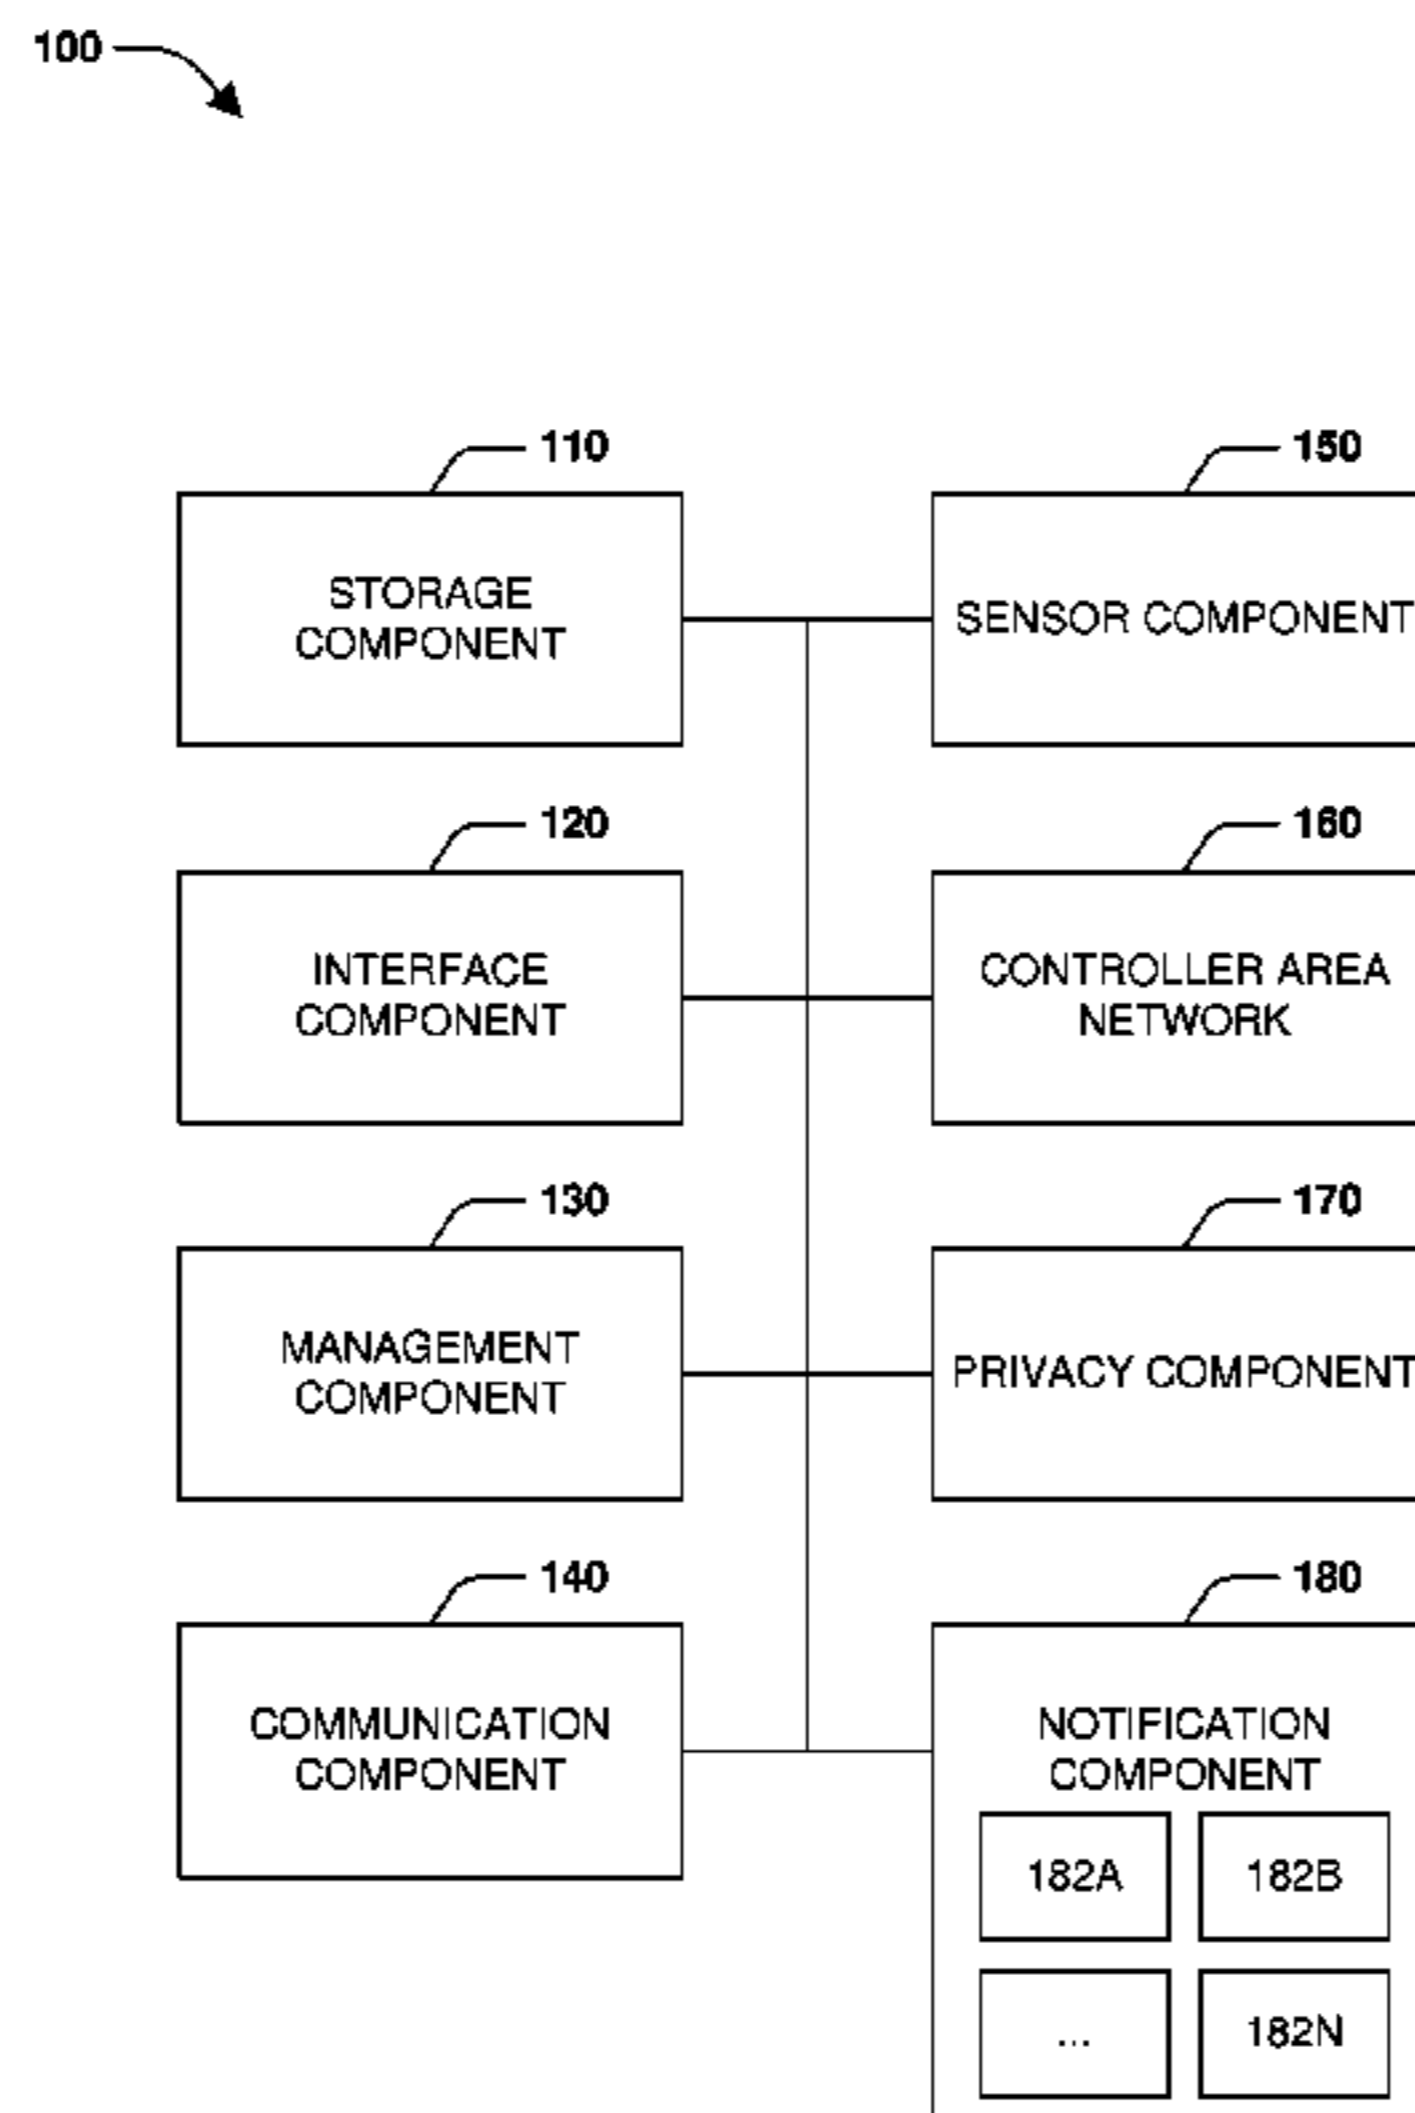 100
110
STORAGE
COMPONENT
150
SENSOR COMPONENT
120
INTERFACE
COMPONENT
160
CONTROLLER AREA
NETWORK
130
MANAGEMENT
COMPONENT
170
PRIVACY COMPONENT
140
COMMUNICATION
COMPONENT
180
NOTIFICATION
COMPONENT
182A
182B
...
182N